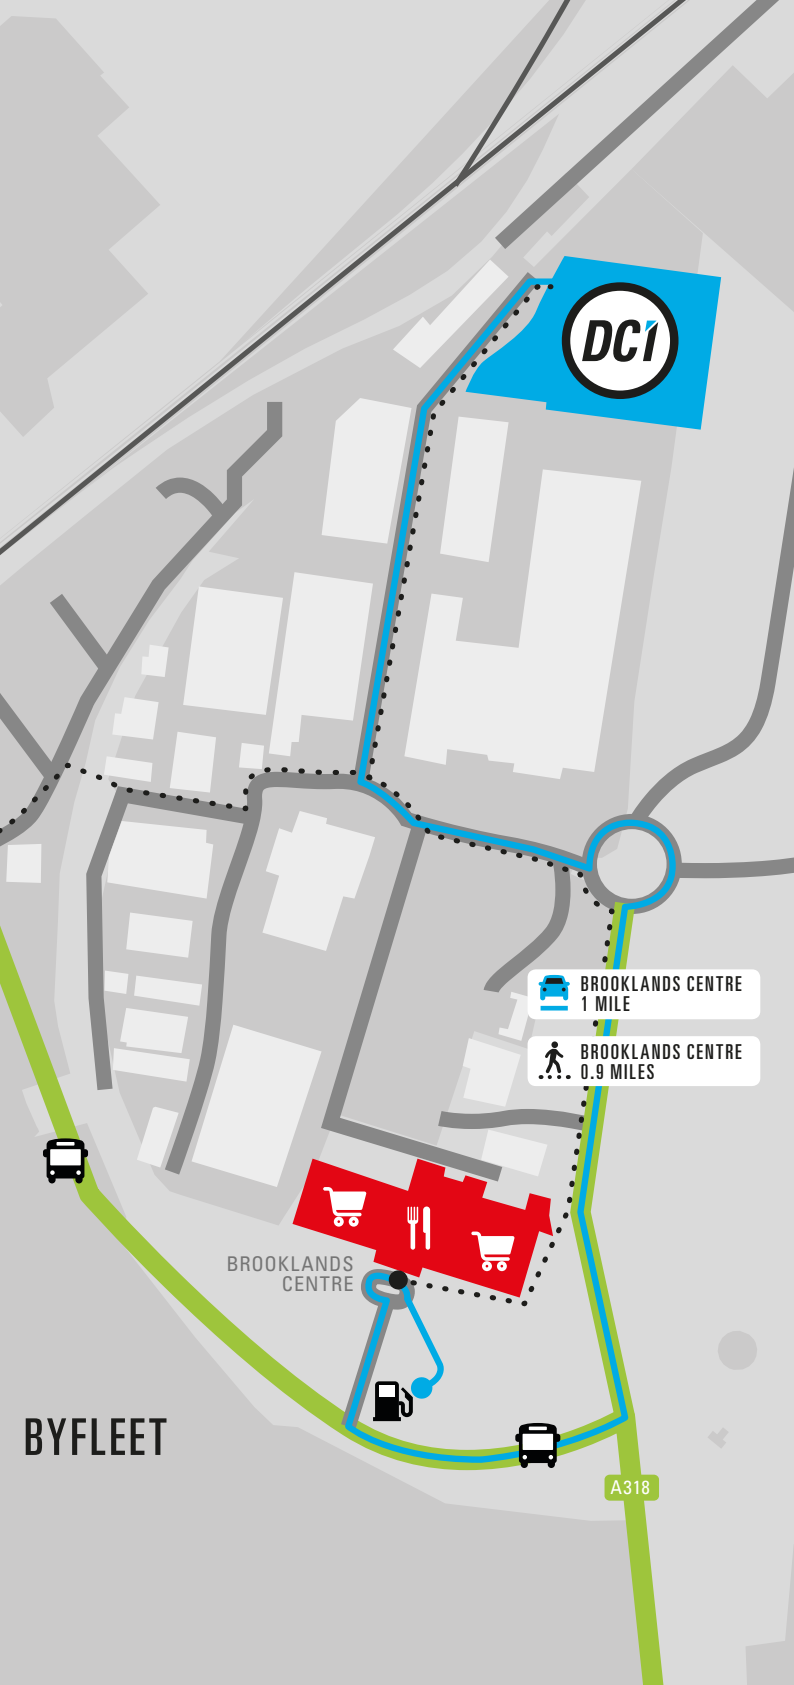 DCI
BROOKLANDS CENTRE
1 MILE
BROOKLANDS CENTRE
0.9 MILES
BROOKLANDS
CENTRE
BYFLEET
A318